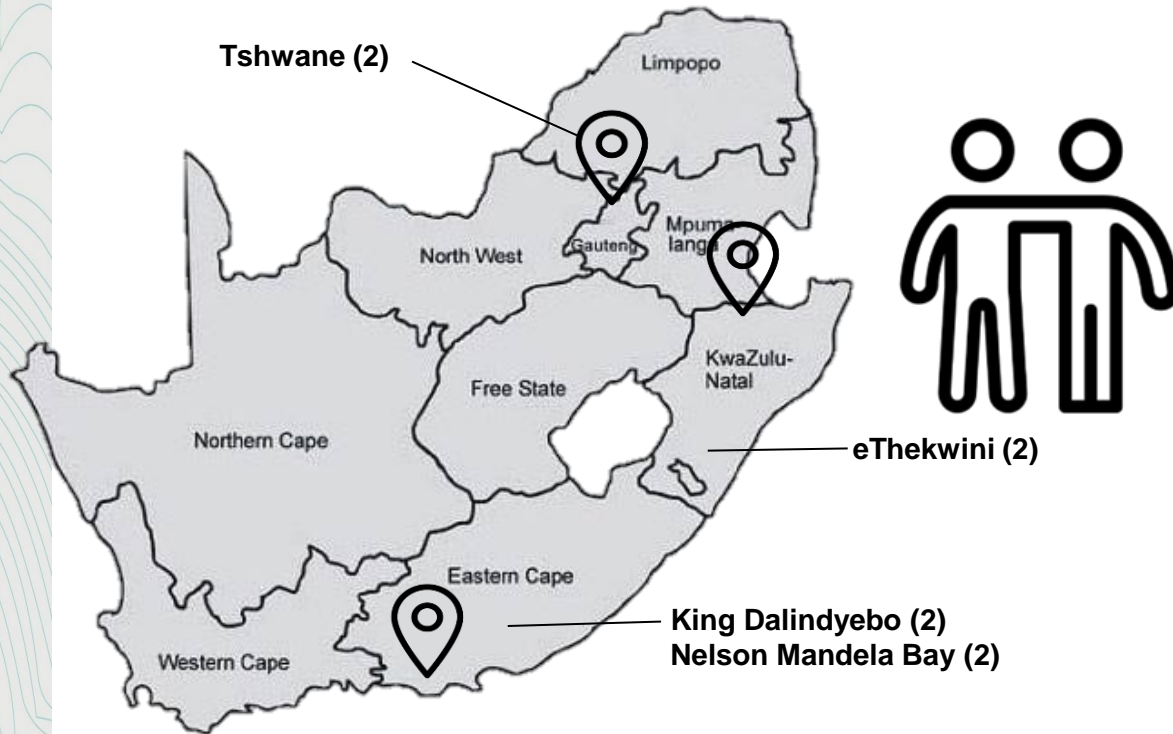 Tshwane (2)
Limpopo
North West
Gauteng
Mpuma
langa
KwaZulu-
Natal
Free State
Northern Cape
eThekwini (2)
Eastern Cape
King Dalindyebo (2)
Nelson Mandela Bay (2)
Western Cape